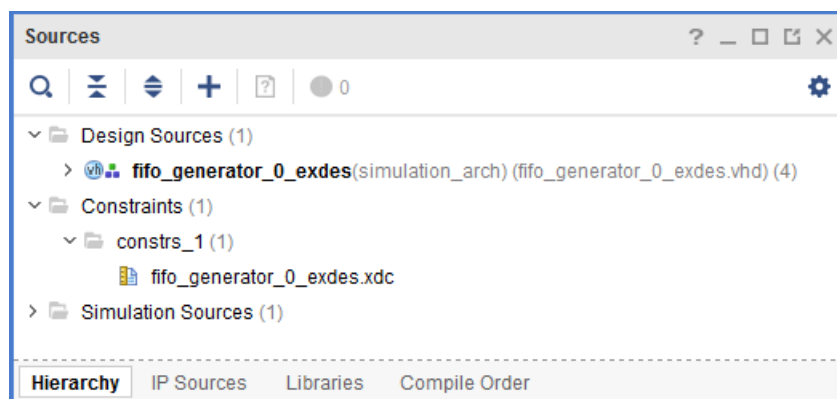 Sources
0
Design Sources (1)
fifo_generator_0_exdes(simulation_arch) (fifo_generator_0_exdes.vhd) (4)
Constraints (1)
constrs_1 (1)
fifo_generator_0_exdes.xdc
Simulation Sources (1)
Hierarchy IP Sources Libraries Compile Order